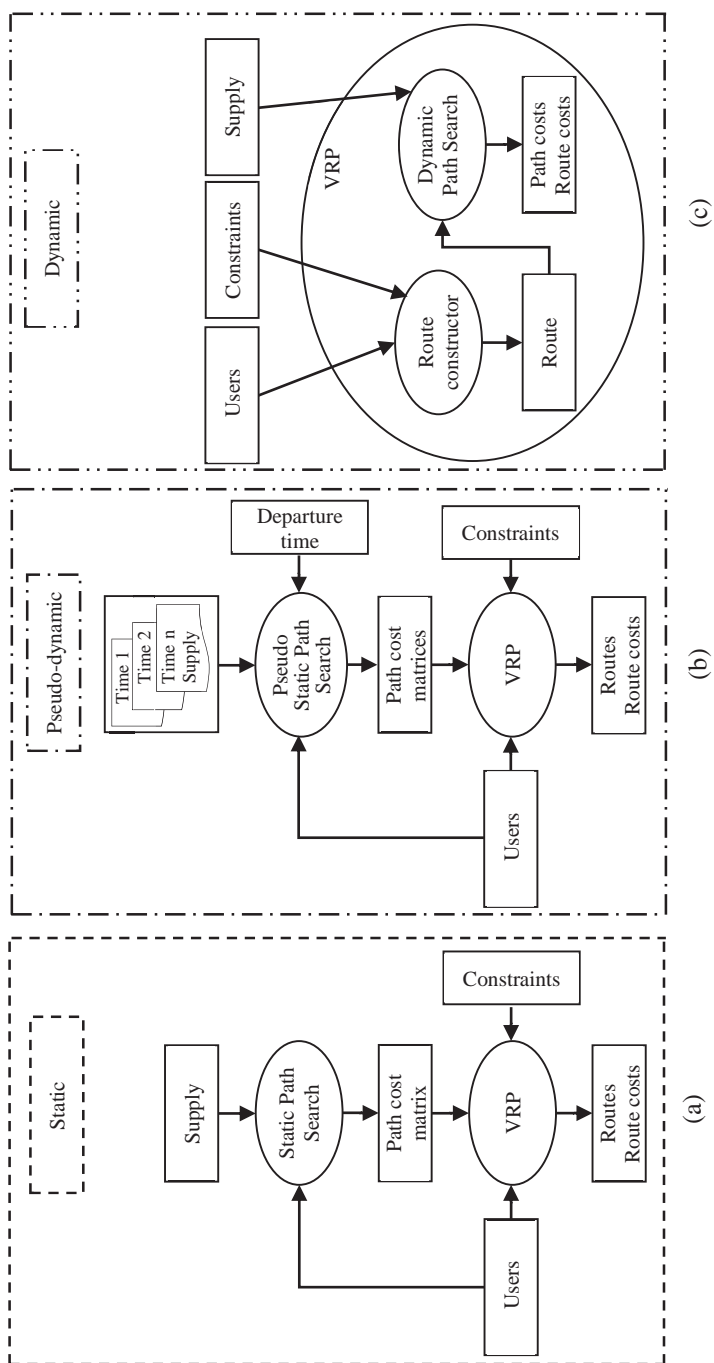 Static
Supply
Static Path
Search
Path cost
matrix
Constraints
VRP
Users
Routes
Route costs
(a)
Pseudo-dynamic
Time 1
Time 2
Time n
Supply
Departure
time
Pseudo
Static Path
Search
Path cost
matrices
Constraints
VRP
Users
Routes
Route costs
(b)
Dynamic
Users
Constraints
Supply
VRP
Route
constructor
Dynamic
Path Search
Route
Path costs
Route costs
(c)